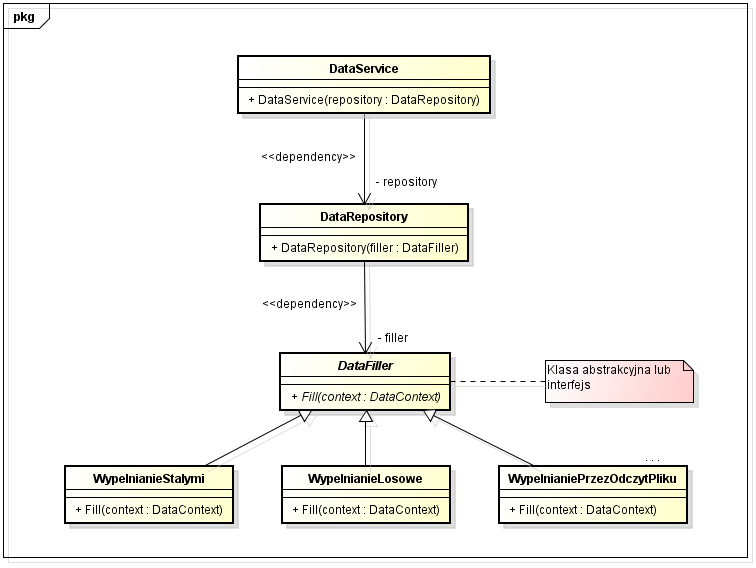 pkg
DataService
+ DataService(repository : DataRepository)
<<dependency>>
- repository
DataRepository
+ DataRepository(filler : DataFiller)
<<dependency>>
- filler
DataFiller
+ Fill(context : DataContext)
Klasa abstrakcyjna lub
interfejs
. . .
WypelnianieStalymi
+ Fill(context : DataContext)
WypelnianieLosowe
+ Fill(context : DataContext)
WypelnianiePrzezOdczytPliku
+ Fill(context : DataContext)